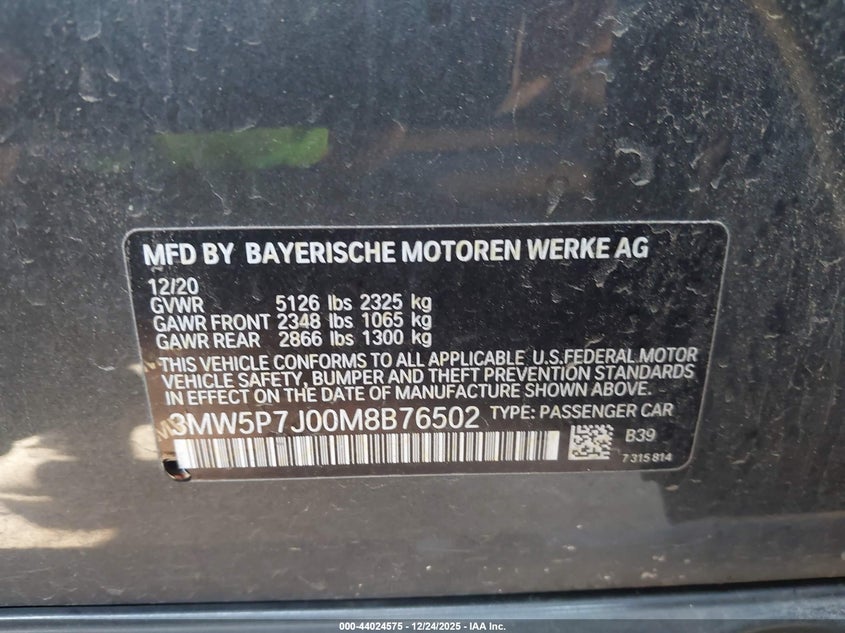 MFD BY BAYERISCHE MOTOREN WERKE AG
12/20
GVWR 5126 lbs 2325 kg
GAWR FRONT 2348 lbs 1065 kg
GAWR REAR 2866 lbs 1300 kg
THIS VEHICLE CONFORMS TO ALL APPLICABLE U.S.FEDERAL MOTOR
VEHICLE SAFETY, BUMPER AND THEFT PREVENTION STANDARDS
IN EFFECT ON THE DATE OF MANUFACTURE SHOWN ABOVE.
3MW5P7J00M8B76502 TYPE: PASSENGER CAR
B39
7 315 814
000-44024575 - 12/24/2025 - IAA Inc.